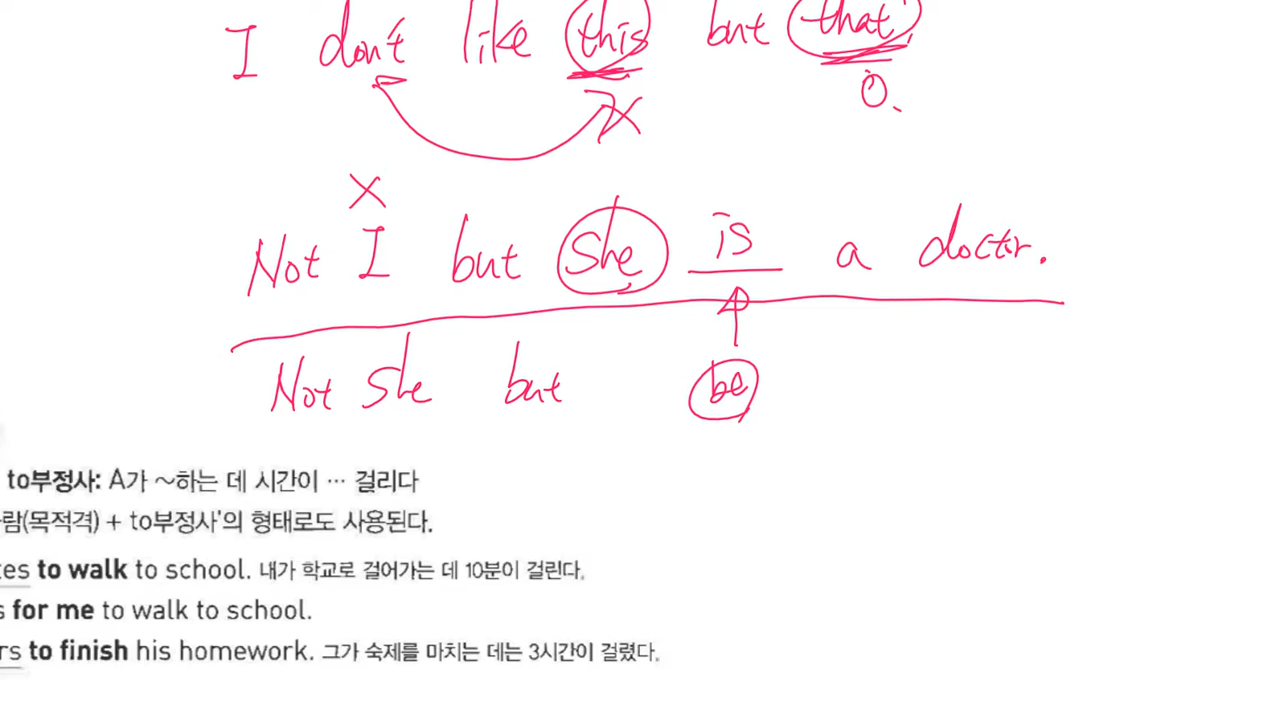 I don't like this but that.
X O.
X
Not I but she is a doctor.
Not she but be
to부정사: A가 ~하는 데 시간이 … 걸리다
람(목적격) + to부정사'의 형태로도 사용된다.
es to walk to school. 내가 학교로 걸어가는 데 10분이 걸린다.
s for me to walk to school.
rs to finish his homework. 그가 숙제를 마치는 데는 3시간이 걸렸다.